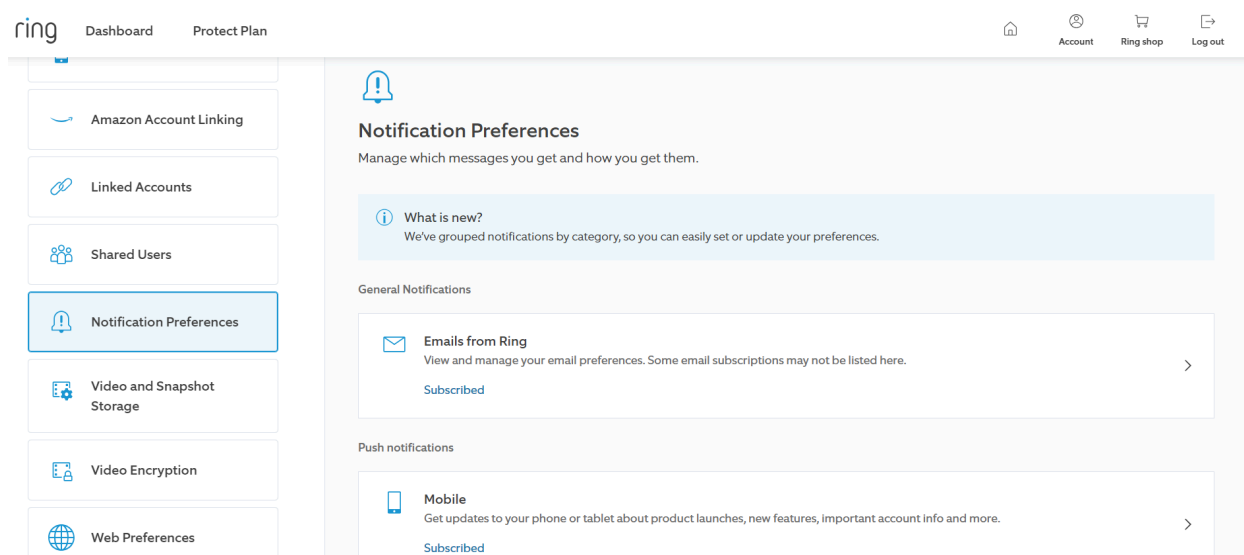 ring
Dashboard
Protect Plan
Account
Ring shop
Log out
Amazon Account Linking
Linked Accounts
Shared Users
Notification Preferences
Video and Snapshot
Storage
Video Encryption
Web Preferences
Notification Preferences
Manage which messages you get and how you get them.
What is new?
We've grouped notifications by category, so you can easily set or update your preferences.
General Notifications
Emails from Ring
View and manage your email preferences. Some email subscriptions may not be listed here.
Subscribed
Push notifications
Mobile
Get updates to your phone or tablet about product launches, new features, important account info and more.
Subscribed